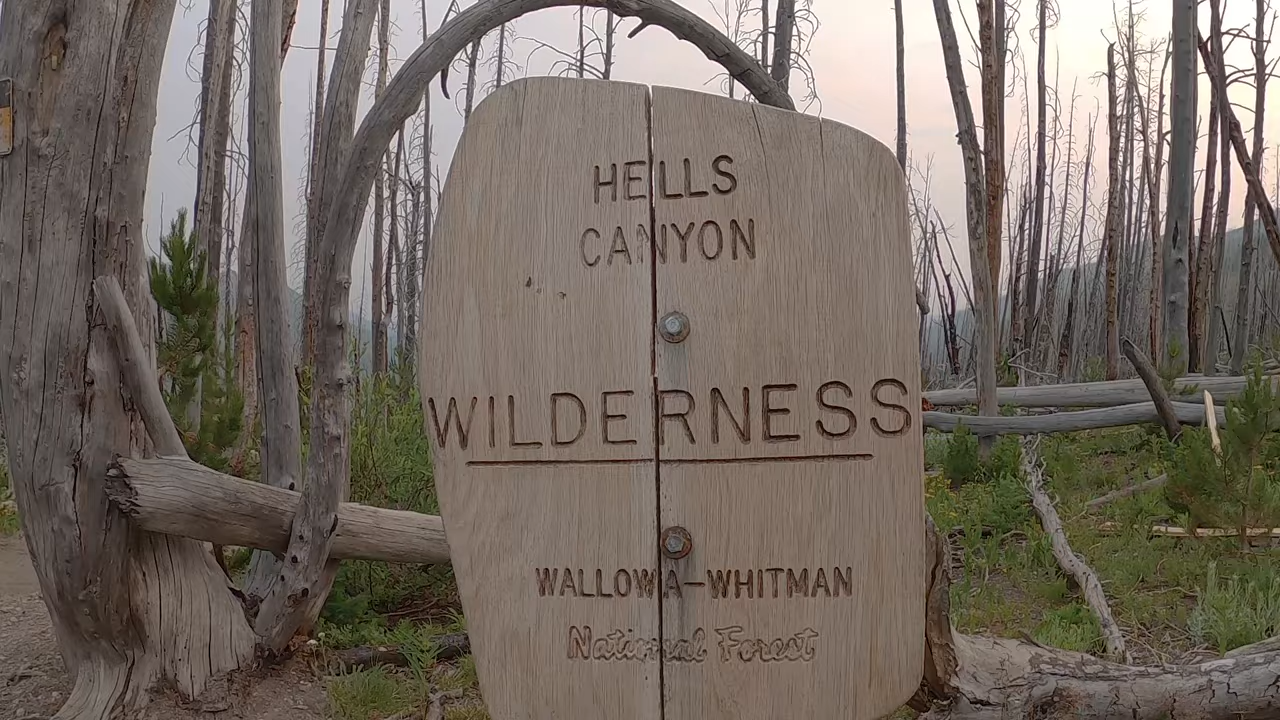 HELLS
CANYON
WILDERNESS
WALLOWA-WHITMAN
National Forest